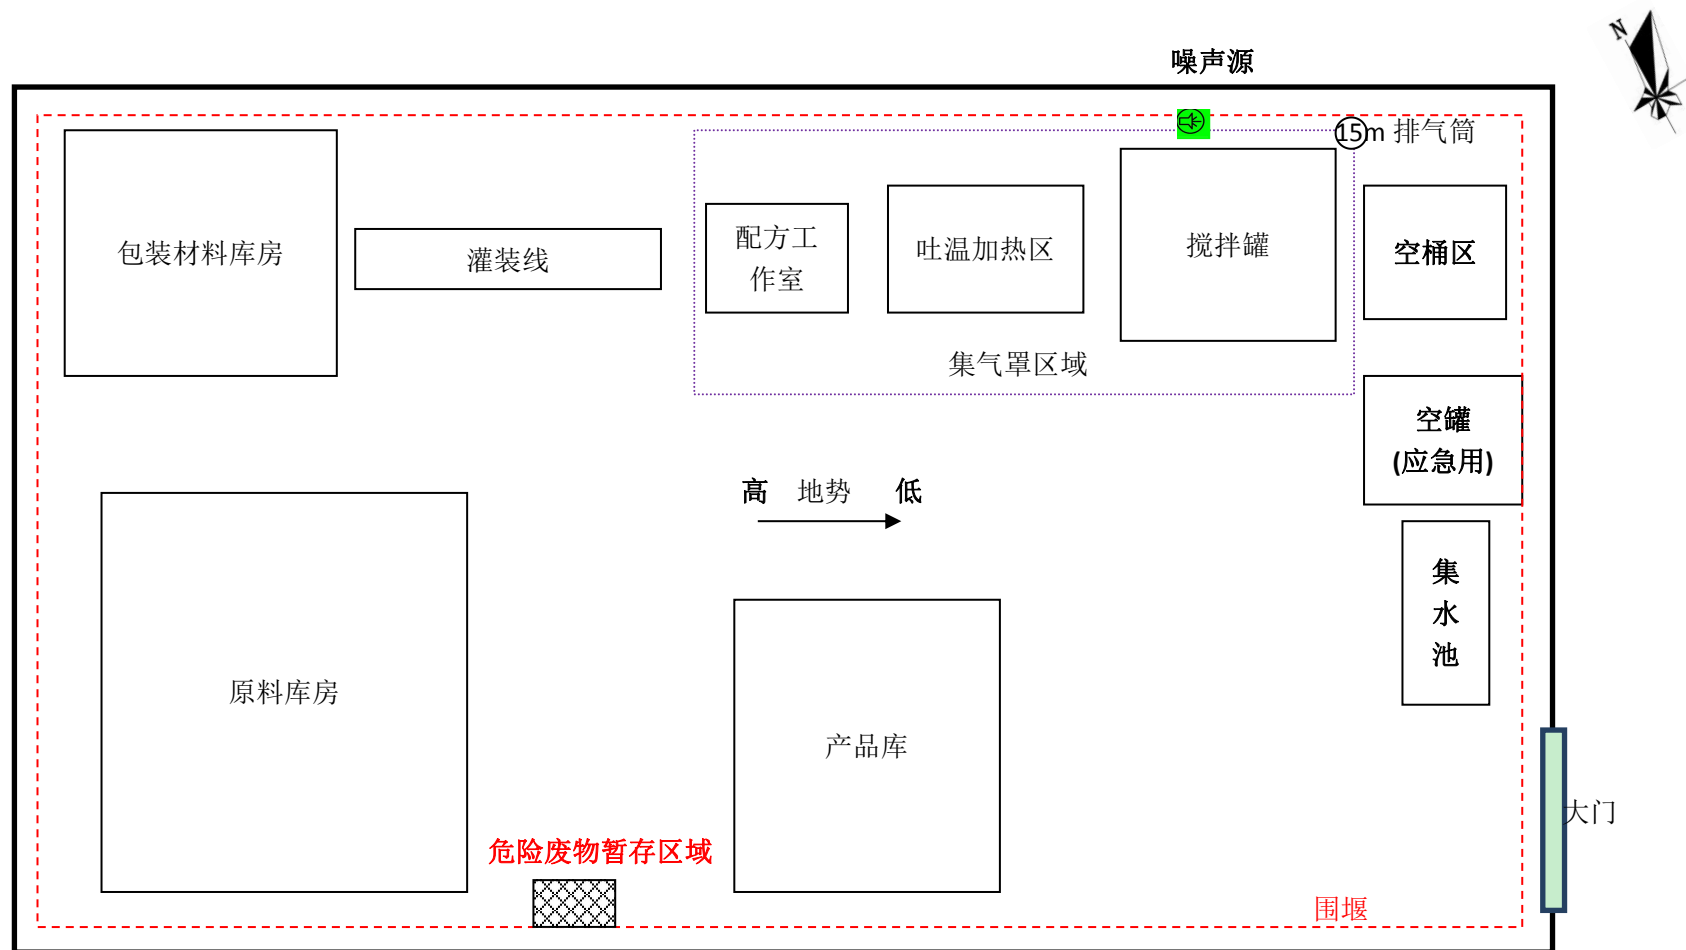 N
噪声源
15m 排气筒
包装材料库房
灌装线
配方工
作室
吐温加热区
搅拌罐
空桶区
集气罩区域
空罐
(应急用)
高 地势 低
集
水
池
原料库房
产品库
大门
危险废物暂存区域
围堰